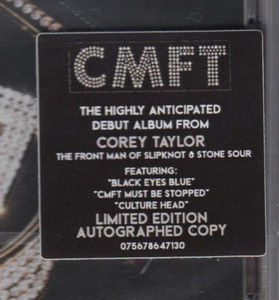 CMFT
THE HIGHLY ANTICIPATED
DEBUT ALBUM FROM
COREY TAYLOR
THE FRONT MAN OF SLIPKNOT & STONE SOUR
FEATURING:
"BLACK EYES BLUE"
"CMFT MUST BE STOPPED"
"CULTURE HEAD"
LIMITED EDITION
AUTOGRAPHED COPY
075678647130